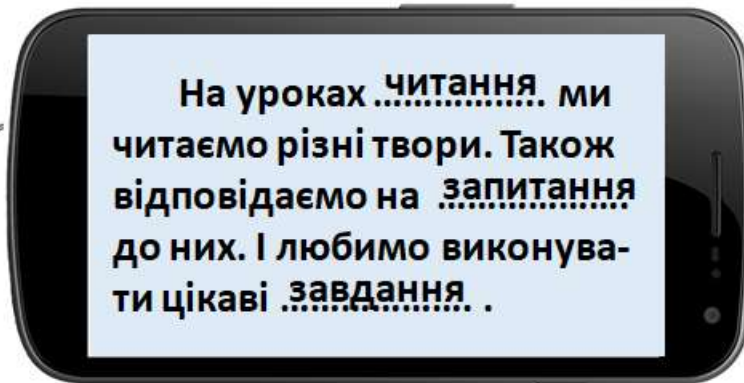 На уроках читання ми
читаємо різні твори. Також
відповідаємо на запитання
до них. І любимо виконува-
ти цікаві завдання .